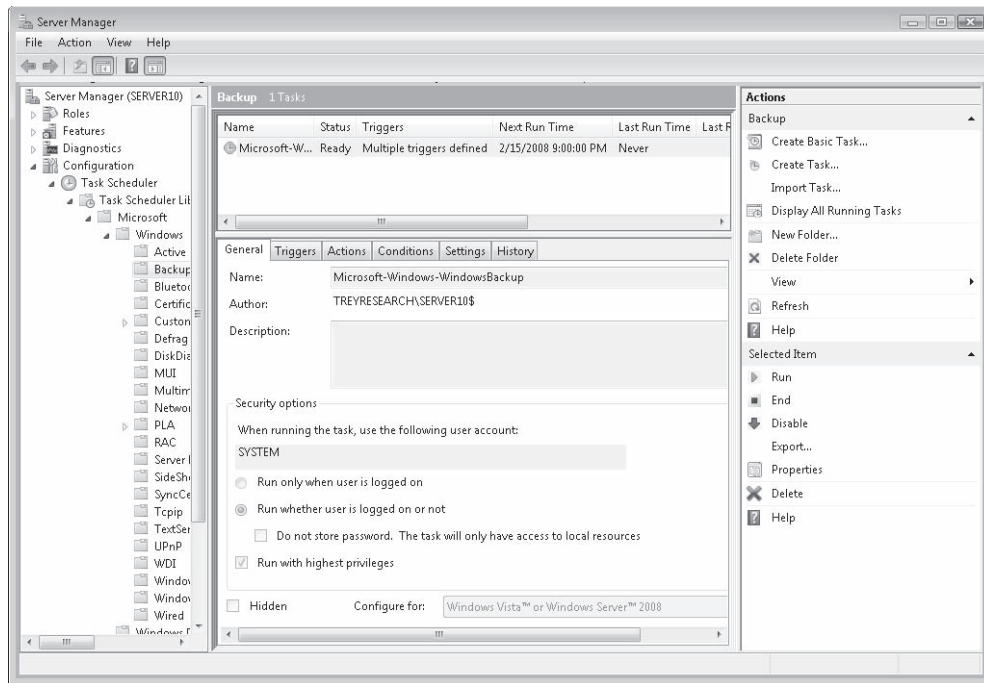 Server Manager
File Action View Help
Server Manager (SERVER10)
Roles
Features
Diagnostics
Configuration
Task Scheduler
Task Scheduler Lib
Microsoft
Windows
Active
Backup
Bluetoo
Certific
Custon
Defrag
DiskDia
MUI
Multim
Networ
PLA
RAC
Server
SideSh
SyncCe
Tcpip
TextSer
UPnP
WDI
Window
Window
Wired
Windows
Backup 1 Tasks
Name Status Triggers Next Run Time Last Run Time Last R
Microsoft-W... Ready Multiple triggers defined 2/15/2008 9:00:00 PM Never
General Triggers Actions Conditions Settings History
Name: Microsoft-Windows-WindowsBackup
Author: TREYRESEARCH\SERVER10$
Description:
Security options
When running the task, use the following user account:
SYSTEM
Run only when user is logged on
Run whether user is logged on or not
Do not store password. The task will only have access to local resources
Run with highest privileges
Hidden Configure for: Windows Vista™ or Windows Server™ 2008
Actions
Backup
Create Basic Task...
Create Task...
Import Task...
Display All Running Tasks
New Folder...
Delete Folder
View
Refresh
Help
Selected Item
Run
End
Disable
Export...
Properties
Delete
Help